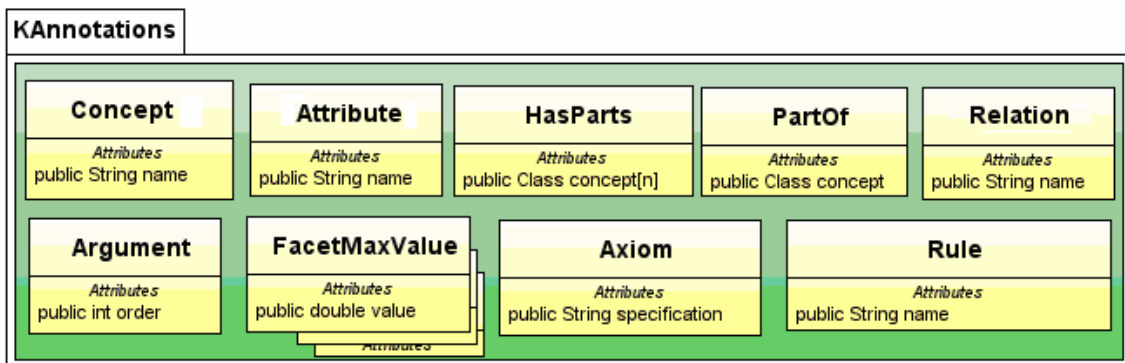 KAnnotations
Concept
Attributes
public String name
Attribute
Attributes
public String name
HasParts
Attributes
public Class concept[n]
PartOf
Attributes
public Class concept
Relation
Attributes
public String name
Argument
Attributes
public int order
FacetMaxValue
Attributes
public double value
Attributes
Axiom
Attributes
public String specification
Rule
Attributes
public String name